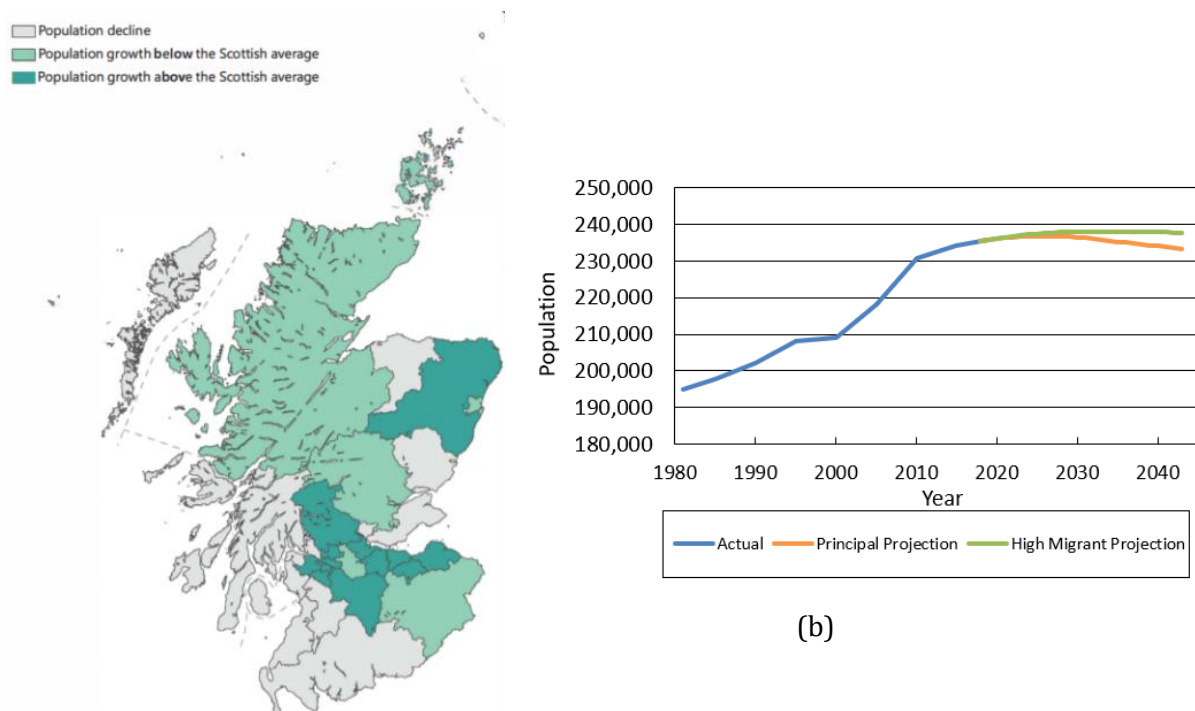 Population decline
Population growth below the Scottish average
Population growth above the Scottish average
250,000
240,000
230,000
220,000
210,000
200,000
190,000
180,000
Population
1980 1990 2000 2010 2020 2030 2040
Year
Actual Principal Projection High Migrant Projection
(b)